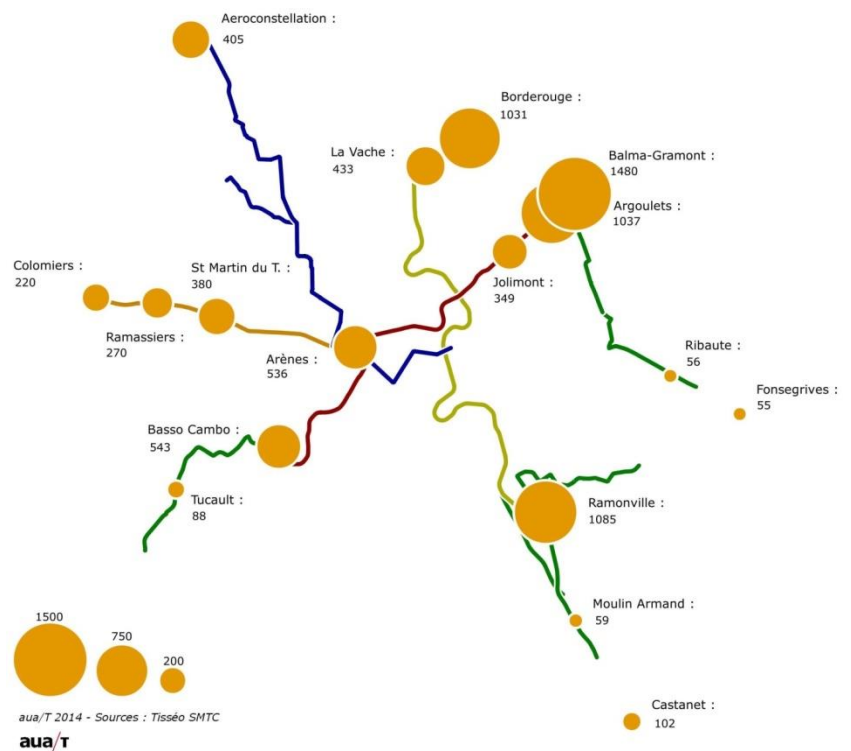 Aeroconstellation :
405
Borderouge :
1031
La Vache :
433
Balma-Gramont :
1480
Argoulets :
1037
Colomiers :
220
St Martin du T. :
380
Jolimont :
349
Ramassiers :
270
Arènes :
536
Ribaute :
56
Fonsegrives :
55
Basso Cambo :
543
Tucault :
88
Ramonville :
1085
Moulin Armand :
59
Castanet :
102
1500
750
200
aua/T 2014 - Sources : Tisséo SMTC
aua/T